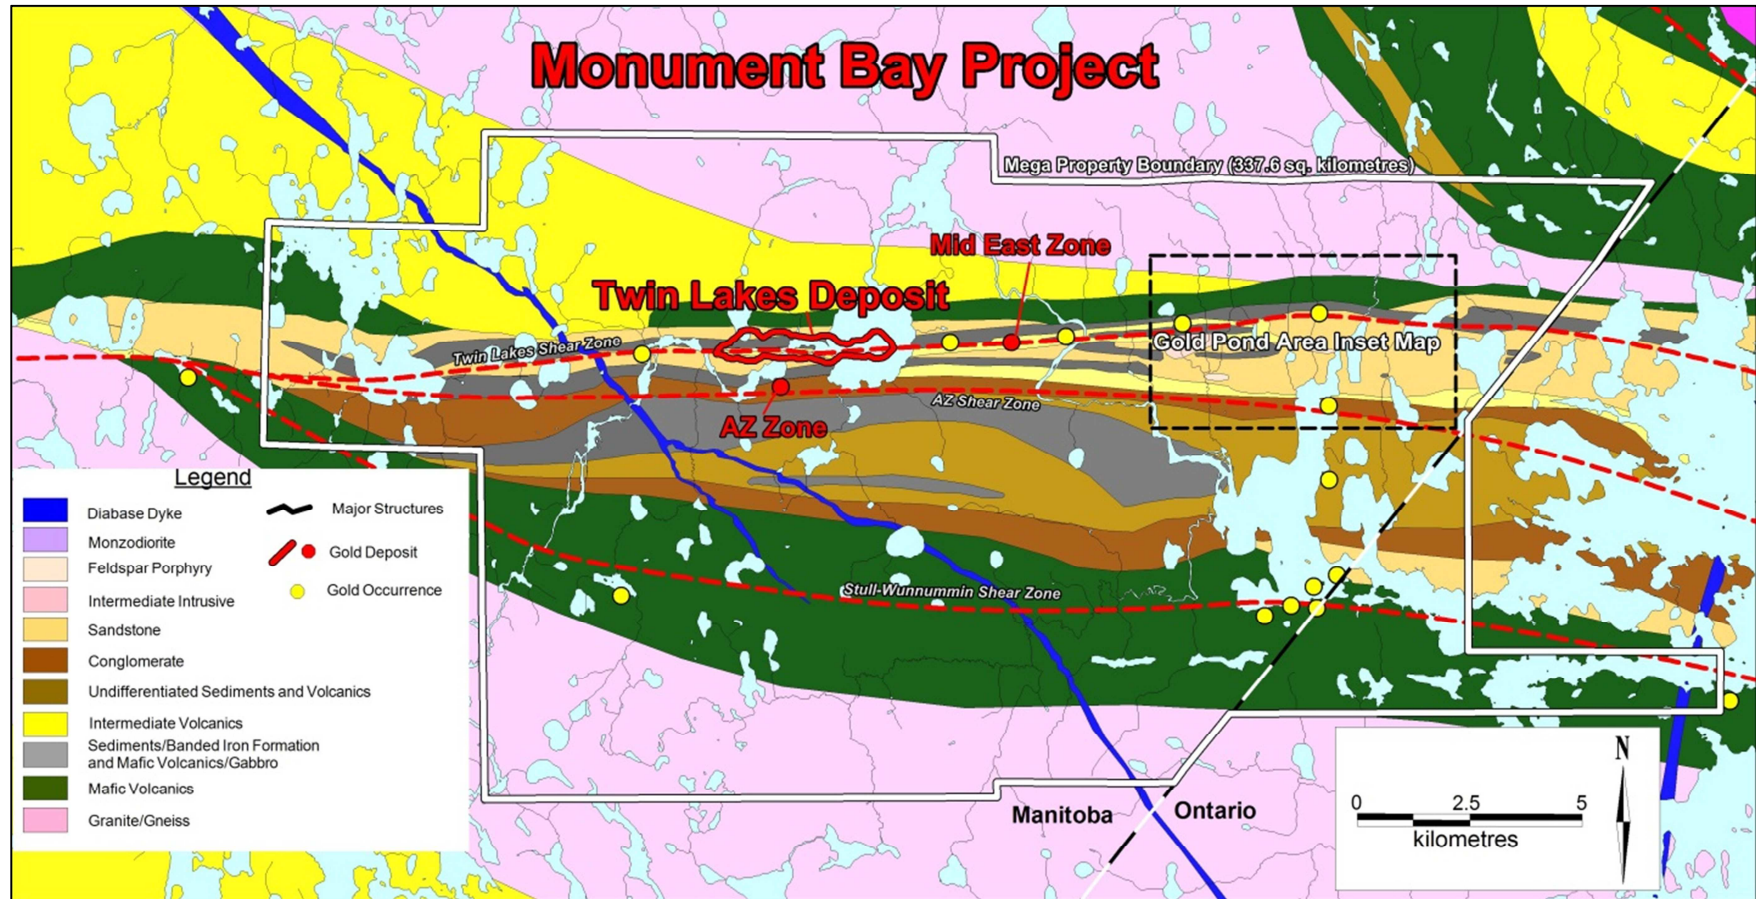 Monument Bay Project
Mega Property Boundary (337.6 sq. kilometres)
Mid East Zone
Twin Lakes Deposit
Twin Lakes Shear Zone
Gold Pond Area Inset Map
AZ Shear Zone
AZ Zone
Stull-Wunnummin Shear Zone
Legend
Diabase Dyke
Monzodiorite
Feldspar Porphyry
Intermediate Intrusive
Sandstone
Conglomerate
Undifferentiated Sediments and Volcanics
Intermediate Volcanics
Sediments/Banded Iron Formation
and Mafic Volcanics/Gabbro
Mafic Volcanics
Granite/Gneiss
Major Structures
Gold Deposit
Gold Occurrence
Manitoba
Ontario
0 2.5 5
kilometres
N